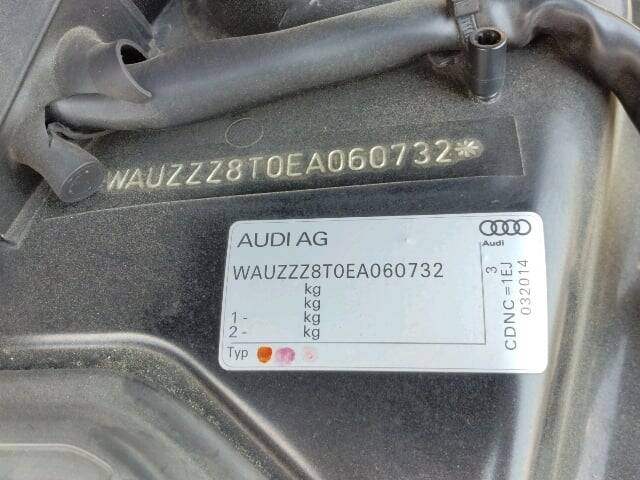 WAUZZZ8T0EA060732*
AUDI AG
Audi
WAUZZZ8T0EA060732
kg
kg
1 - kg
2 - kg
Typ
3
CDNC =1EJ
032014